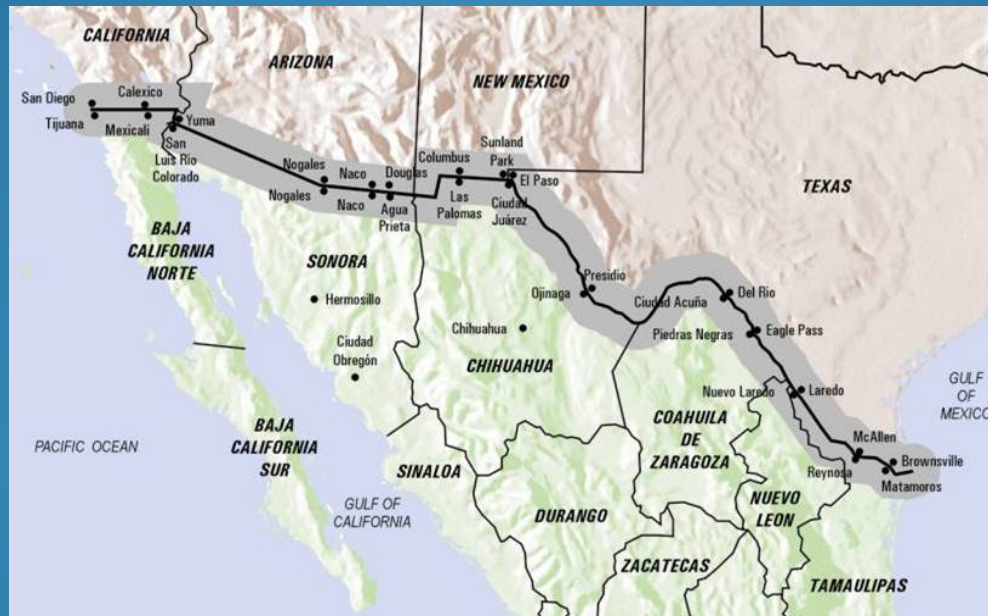 CALIFORNIA
ARIZONA
NEW MEXICO
TEXAS
San Diego
Calexico
Tijuana
Mexicali
Yuma
San
Luis Rio
Colorado
Nogales
Nogales
Naco
Naco
Douglas
Agua
Prieta
Columbus
Las
Palomas
Sunland
Park
El Paso
Ciudad
Juárez
BAJA
CALIFORNIA
NORTE
SONORA
Hermosillo
Ciudad
Obregón
Chihuahua
CHIHUAHUA
Presidio
Ojinaga
Ciudad Acuña
Del Rio
Piedras Negras
Eagle Pass
Nuevo Laredo
Laredo
McAllen
Reynosa
Brownsville
Matamoros
GULF
OF
MEXICO
PACIFIC OCEAN
BAJA
CALIFORNIA
SUR
GULF OF
CALIFORNIA
SINALOA
DURANGO
COAHUILA
DE
ZARAGOZA
NUEVO
LEON
ZACATECAS
TAMAULIPAS